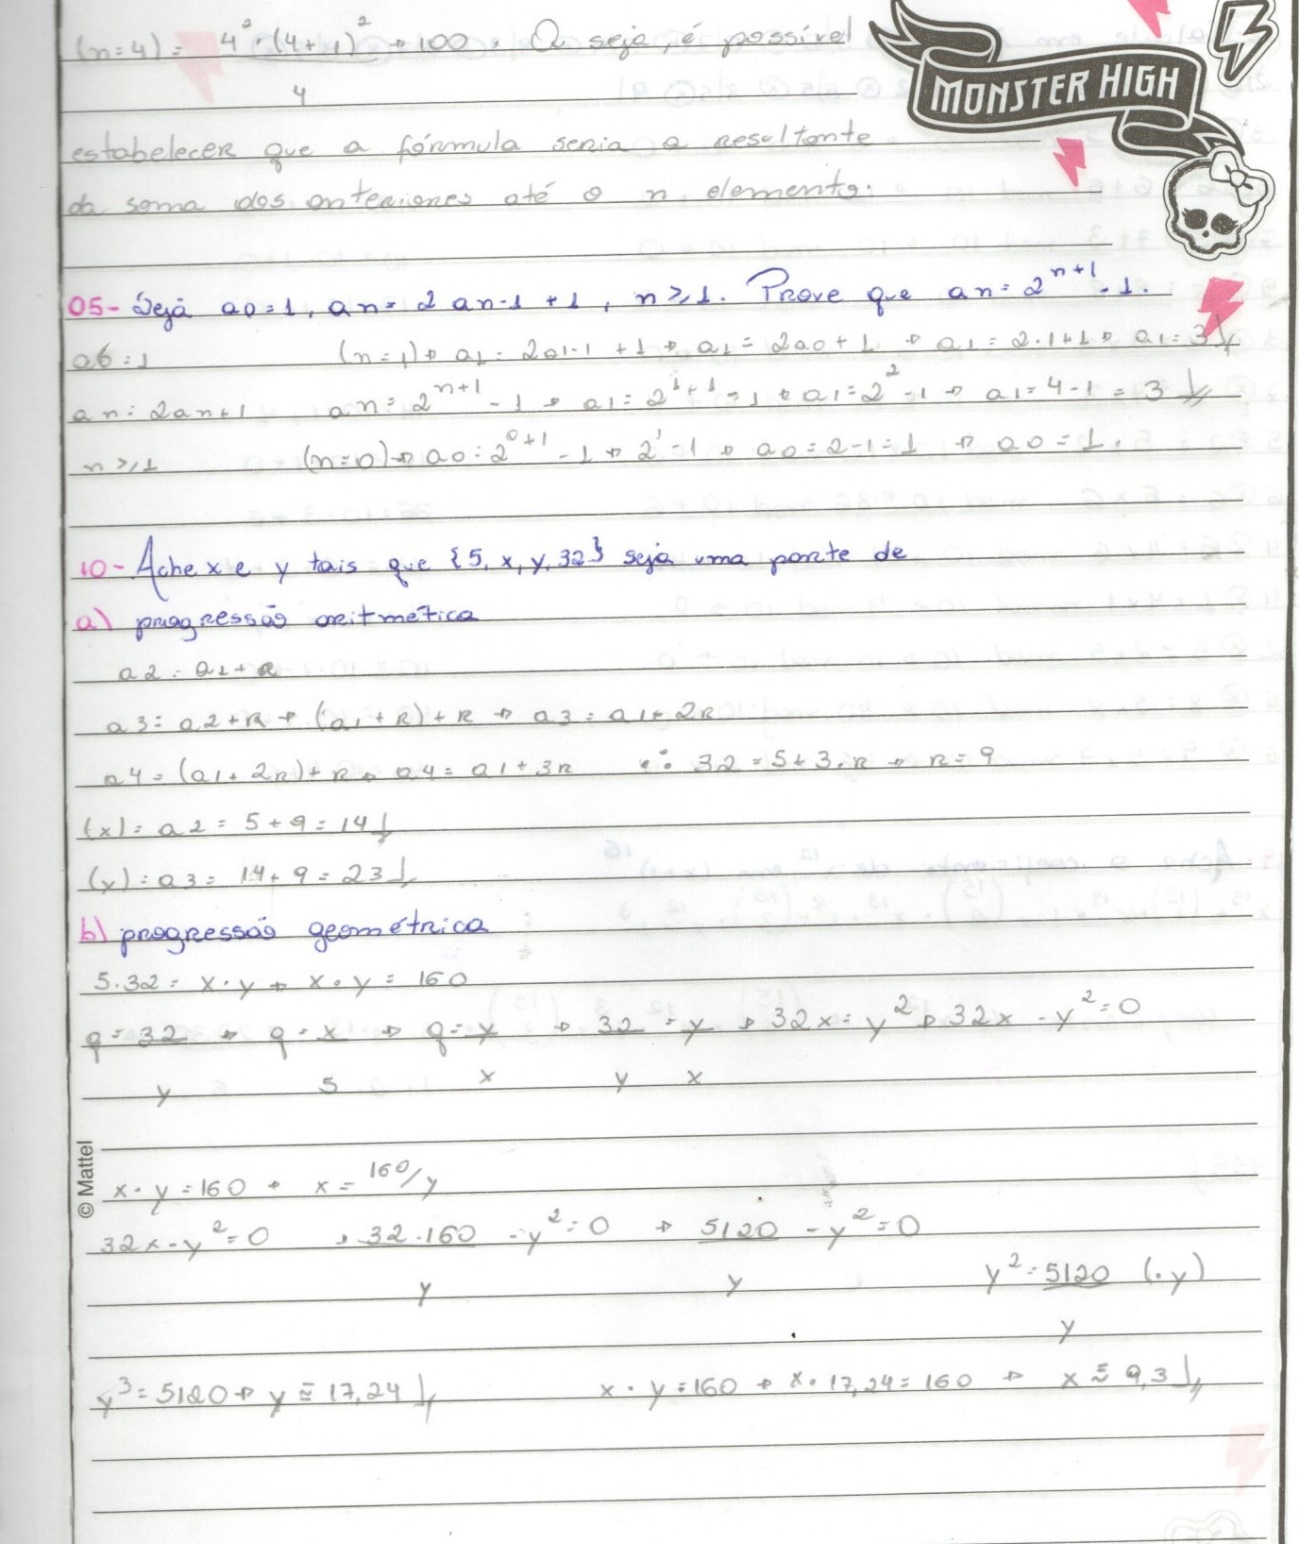 (n=4) = 4² · (4+1)² → 100. Ou seja, é possível
4
MONSTER HIGH
estabelecer que a fórmula seria a resultante
da soma dos anteriores até o n elemento.
05- Sejá a0=1, an= 2 an-1 + 1, n ≥ 1. Prove que an = 2^(n+1) - 1.
a0=1 (n=1) → a1 = 2a1-1 + 1 → a1 = 2a0 + 1 → a1 = 2·1+1 → a1 = 3
an = 2an+1 an = 2^(n+1) - 1 → a1 = 2^(1+1) - 1 → a1 = 2² - 1 → a1 = 4 - 1 = 3
n ≥ 1 (n=0) → a0 = 2^(0+1) - 1 → 2¹ - 1 → a0 = 2-1 = 1 → a0 = 1.
10- Ache x e y tais que {5, x, y, 32} seja uma parte de
a) progressão aritmética
a2 = a1 + R
a3 = a2 + R → (a1 + R) + R → a3 = a1 + 2R
a4 = (a1 + 2R) + R → a4 = a1 + 3R ∴ 32 = 5 + 3.R → R = 9
(x) = a2 = 5 + 9 = 14
(y) = a3 = 14 + 9 = 23
b) progressão geométrica
5.32 = x · y → x · y = 160
q = 32 → q = x → q = y → 32 = y → 32x = y² → 32x - y² = 0
y 5 x y x
© Mattel
x · y = 160 → x = 160/y
32x - y² = 0 → 32.160 - y² = 0 → 5120 - y² = 0
y y
y² = 5120 (·y)
y
y³ = 5120 → y ≅ 17,24 x · y = 160 → x · 17,24 = 160 → x ≅ 9,3